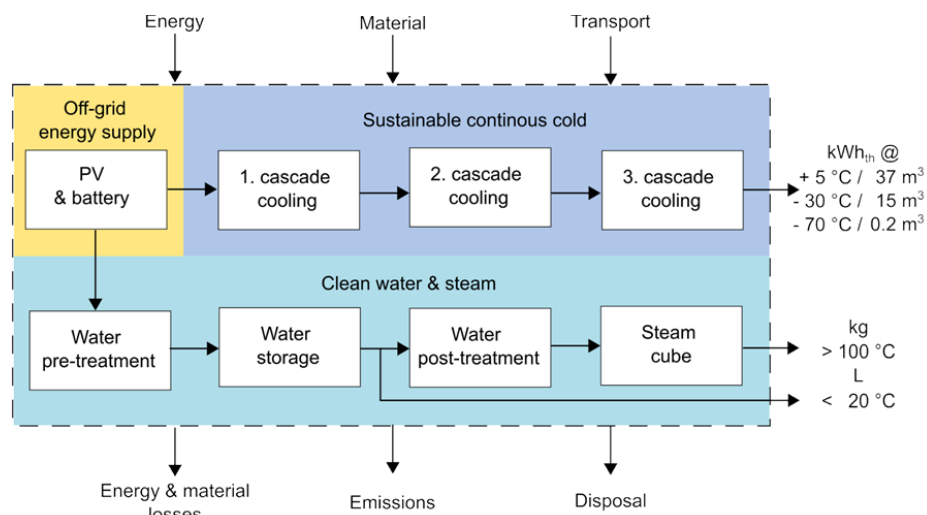 Energy
Material
Transport
Off-grid
energy supply
Sustainable continous cold
PV
& battery
1. cascade
cooling
2. cascade
cooling
3. cascade
cooling
kWhth @
+ 5 °C / 37 m³
- 30 °C / 15 m³
- 70 °C / 0.2 m³
Clean water & steam
Water
pre-treatment
Water
storage
Water
post-treatment
Steam
cube
kg
> 100 °C
L
< 20 °C
Energy & material
losses
Emissions
Disposal